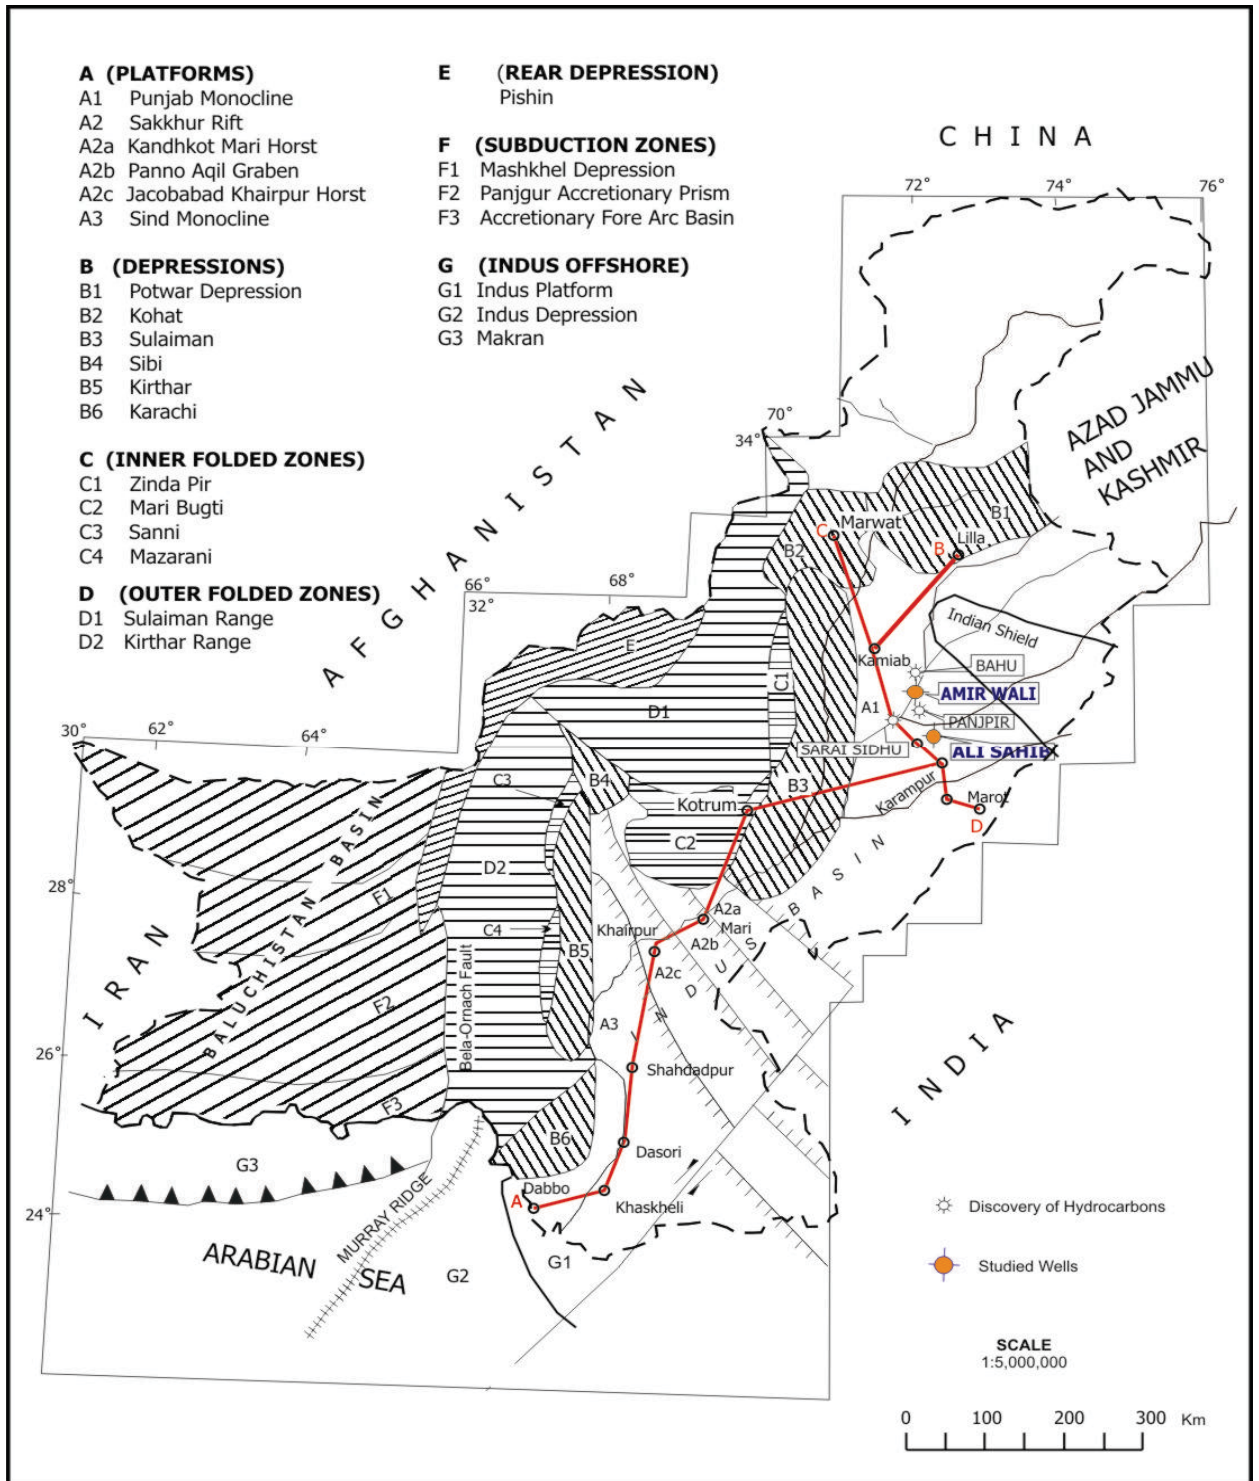 A (PLATFORMS)
A1 Punjab Monocline
A2 Sakkhur Rift
A2a Kandhkot Mari Horst
A2b Panno Aqil Graben
A2c Jacobabad Khairpur Horst
A3 Sind Monocline
B (DEPRESSIONS)
B1 Potwar Depression
B2 Kohat
B3 Sulaiman
B4 Sibi
B5 Kirthar
B6 Karachi
C (INNER FOLDED ZONES)
C1 Zinda Pir
C2 Mari Bugti
C3 Sanni
C4 Mazarani
D (OUTER FOLDED ZONES)
D1 Sulaiman Range
D2 Kirthar Range
E (REAR DEPRESSION)
Pishin
F (SUBDUCTION ZONES)
F1 Mashkhel Depression
F2 Panjgur Accretionary Prism
F3 Accretionary Fore Arc Basin
G (INDUS OFFSHORE)
G1 Indus Platform
G2 Indus Depression
G3 Makran
CHINA
72°
74°
76°
AZAD JAMMU
AND
KASHMIR
AFGHANISTAN
70°
34°
66°
32°
68°
C
Marwat
B1
B
Lilla
B2
Indian Shield
Kamiab
BAHU
AMIR WALI
A1
PANJPIR
SARAI SIDHU
ALI SAHIB
E
C1
D1
30°
62°
64°
C3
B4
B3
Kotrum
Karampur
Marot
D
C2
D2
BALUCHISTAN BASIN
F1
28°
IRAN
A2a
Mari
Khairpur
A2b
C4
B5
A2c
INDUS BASIN
F2
Bela-Ornach Fault
A3
26°
Shahdadpur
INDIA
F3
B6
Dasori
G3
Dabbo
A
Khaskheli
24°
MURRAY RIDGE
ARABIAN SEA
G2
G1
Discovery of Hydrocarbons
Studied Wells
SCALE
1:5,000,000
0 100 200 300 Km